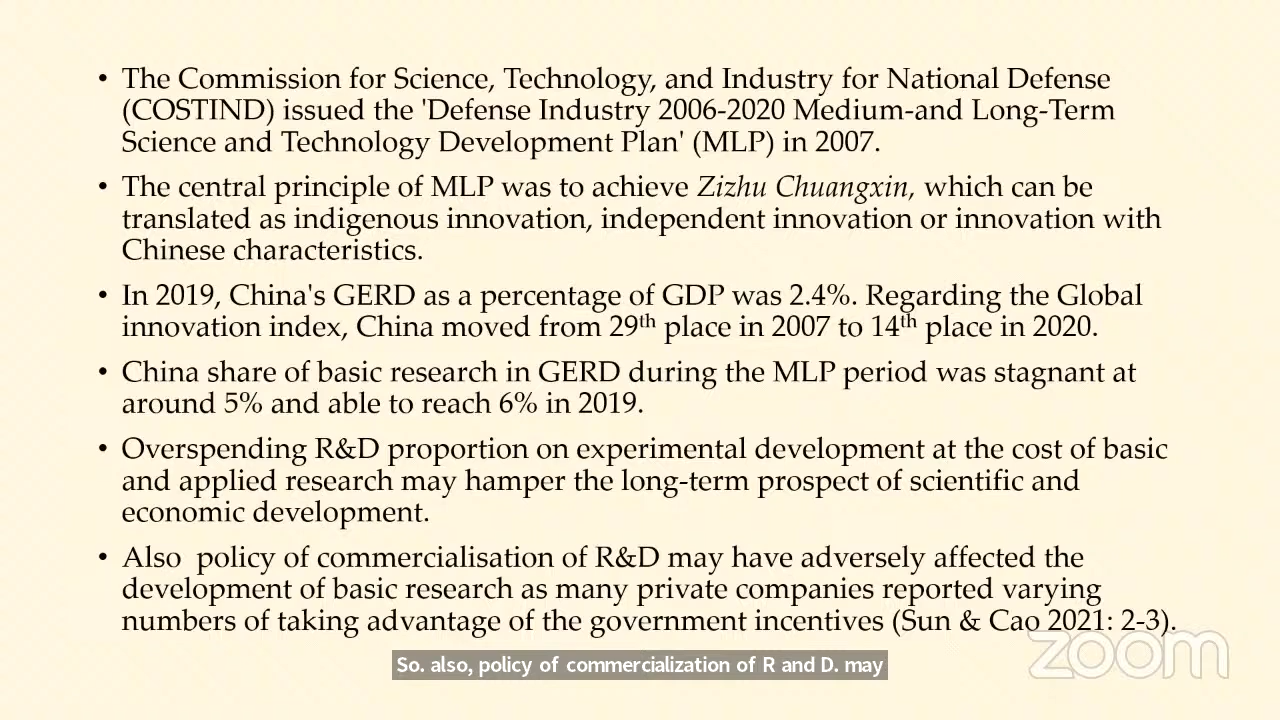 • The Commission for Science, Technology, and Industry for National Defense
(COSTIND) issued the 'Defense Industry 2006-2020 Medium-and Long-Term
Science and Technology Development Plan' (MLP) in 2007.
• The central principle of MLP was to achieve Zizhu Chuangxin, which can be
translated as indigenous innovation, independent innovation or innovation with
Chinese characteristics.
• In 2019, China's GERD as a percentage of GDP was 2.4%. Regarding the Global
innovation index, China moved from 29th place in 2007 to 14th place in 2020.
• China share of basic research in GERD during the MLP period was stagnant at
around 5% and able to reach 6% in 2019.
• Overspending R&D proportion on experimental development at the cost of basic
and applied research may hamper the long-term prospect of scientific and
economic development.
• Also policy of commercialisation of R&D may have adversely affected the
development of basic research as many private companies reported varying
numbers of taking advantage of the government incentives (Sun & Cao 2021: 2-3).
So. also, policy of commercialization of R and D. may
zoom